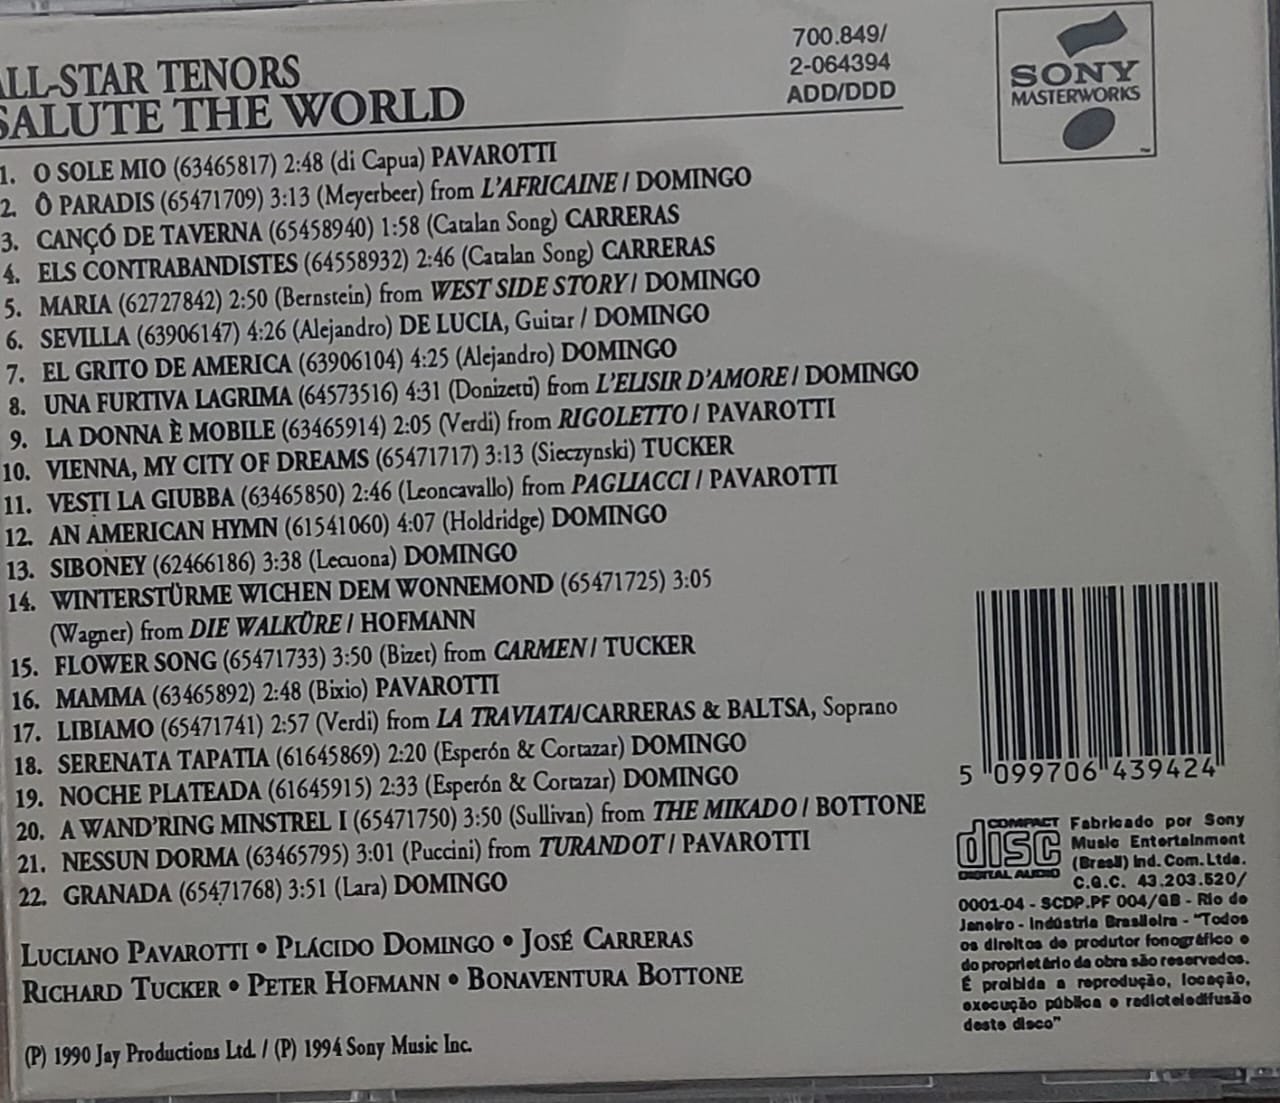 ALL-STAR TENORS
SALUTE THE WORLD
700.849/
2-064394
ADD/DDD
SONY
MASTERWORKS
1. O SOLE MIO (63465817) 2:48 (di Capua) PAVAROTTI
2. Ô PARADIS (65471709) 3:13 (Meyerbeer) from L'AFRICAINE / DOMINGO
3. CANÇÓ DE TAVERNA (65458940) 1:58 (Catalan Song) CARRERAS
4. ELS CONTRABANDISTES (64558932) 2:46 (Catalan Song) CARRERAS
5. MARIA (62727842) 2:50 (Bernstein) from WEST SIDE STORY / DOMINGO
6. SEVILLA (63906147) 4:26 (Alejandro) DE LUCIA, Guitar / DOMINGO
7. EL GRITO DE AMERICA (63906104) 4:25 (Alejandro) DOMINGO
8. UNA FURTIVA LAGRIMA (64573516) 4:31 (Donizetti) from L'ELISIR D'AMORE / DOMINGO
9. LA DONNA È MOBILE (63465914) 2:05 (Verdi) from RIGOLETTO / PAVAROTTI
10. VIENNA, MY CITY OF DREAMS (65471717) 3:13 (Sieczynski) TUCKER
11. VESTI LA GIUBBA (63465850) 2:46 (Leoncavallo) from PAGLIACCI / PAVAROTTI
12. AN AMERICAN HYMN (61541060) 4:07 (Holdridge) DOMINGO
13. SIBONEY (62466186) 3:38 (Lecuona) DOMINGO
14. WINTERSTÜRME WICHEN DEM WONNEMOND (65471725) 3:05
(Wagner) from DIE WALKÜRE / HOFMANN
15. FLOWER SONG (65471733) 3:50 (Bizet) from CARMEN / TUCKER
16. MAMMA (63465892) 2:48 (Bixio) PAVAROTTI
17. LIBIAMO (65471741) 2:57 (Verdi) from LA TRAVIATA/CARRERAS & BALTSA, Soprano
18. SERENATA TAPATIA (61645869) 2:20 (Esperón & Cortazar) DOMINGO
19. NOCHE PLATEADA (61645915) 2:33 (Esperón & Cortazar) DOMINGO
20. A WAND'RING MINSTREL I (65471750) 3:50 (Sullivan) from THE MIKADO / BOTTONE
21. NESSUN DORMA (63465795) 3:01 (Puccini) from TURANDOT / PAVAROTTI
22. GRANADA (65471768) 3:51 (Lara) DOMINGO
LUCIANO PAVAROTTI • PLÁCIDO DOMINGO • JOSÉ CARRERAS
RICHARD TUCKER • PETER HOFMANN • BONAVENTURA BOTTONE
(P) 1990 Jay Productions Ltd. / (P) 1994 Sony Music Inc.
5 099706 439424
COMPACT
disc
DIGITAL AUDIO
Fabricado por Sony
Music Entertainment
(Brasil) Ind. Com. Ltda.
C.G.C. 43.203.520/
0001-04 - SCDP.PF 004/GB - Rio de
Janeiro - Indústria Brasileira - "Todos
os direitos do produtor fonográfico e
do proprietário da obra são reservados.
É proibida a reprodução, locação,
execução pública e radioteledifusão
deste disco"